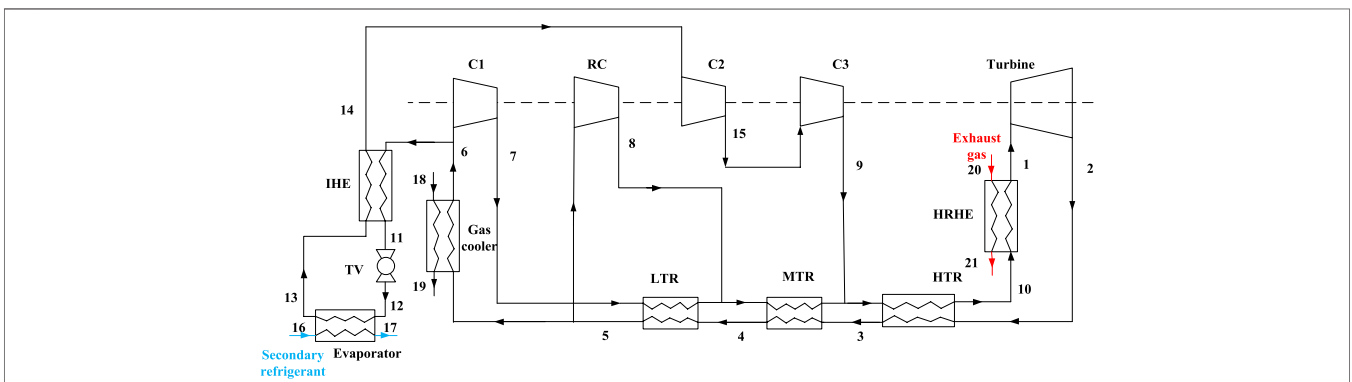 C1
RC
C2
C3
Turbine
14
15
6
7
8
9
Exhaust
gas
20
1
2
IHE
18
Gas
cooler
HRHE
11
TV
19
21
LTR
MTR
HTR
10
13
12
16
17
5
4
3
Secondary
refrigerant
Evaporator